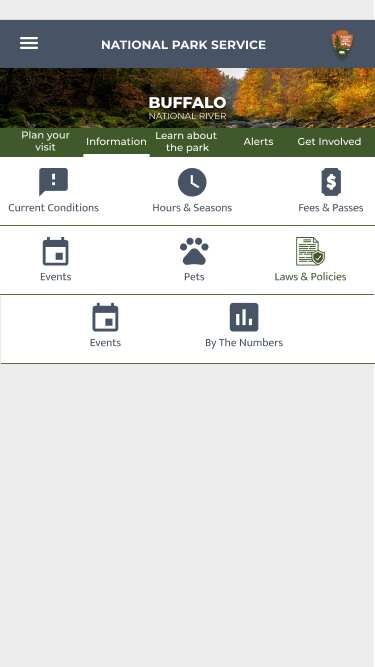 NATIONAL PARK SERVICE
BUFFALO
NATIONAL RIVER
Plan your
visit
Information
Learn about
the park
Alerts
Get Involved
Current Conditions
Hours & Seasons
Fees & Passes
Events
Pets
Laws & Policies
Events
By The Numbers